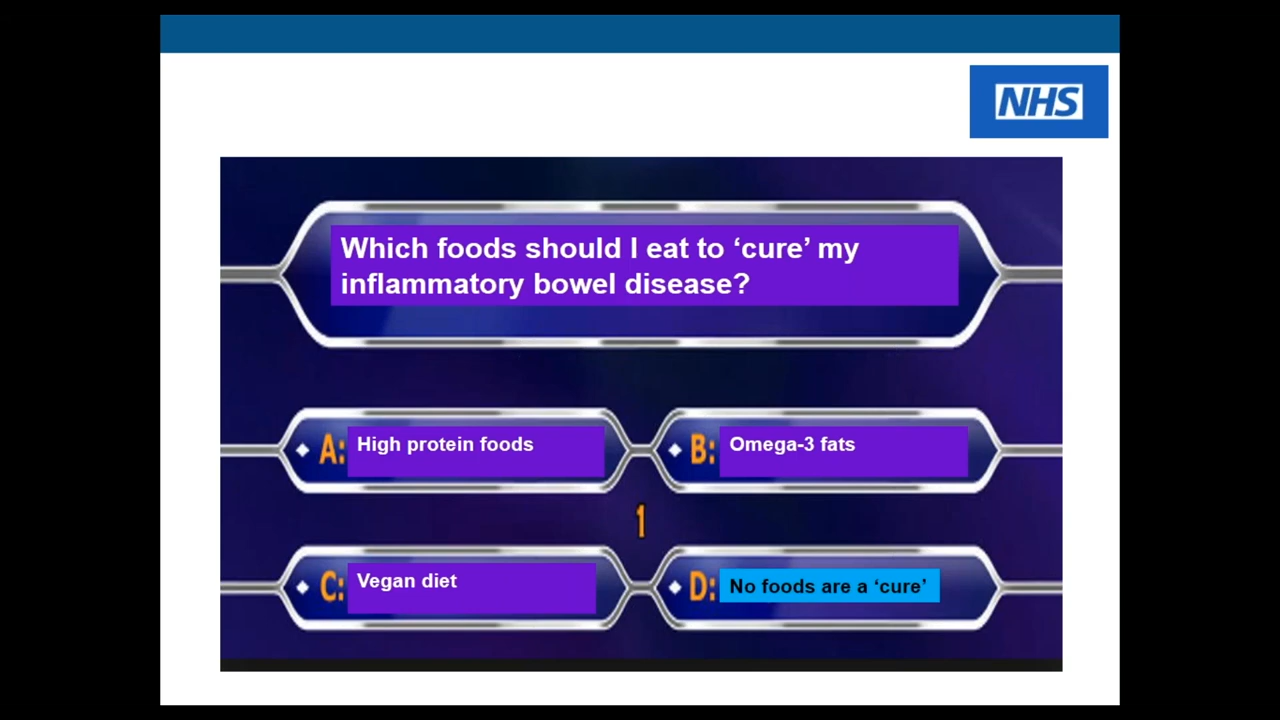 NHS
Which foods should I eat to ‘cure’ my
inflammatory bowel disease?
A: High protein foods
B: Omega-3 fats
1
C: Vegan diet
D: No foods are a ‘cure’